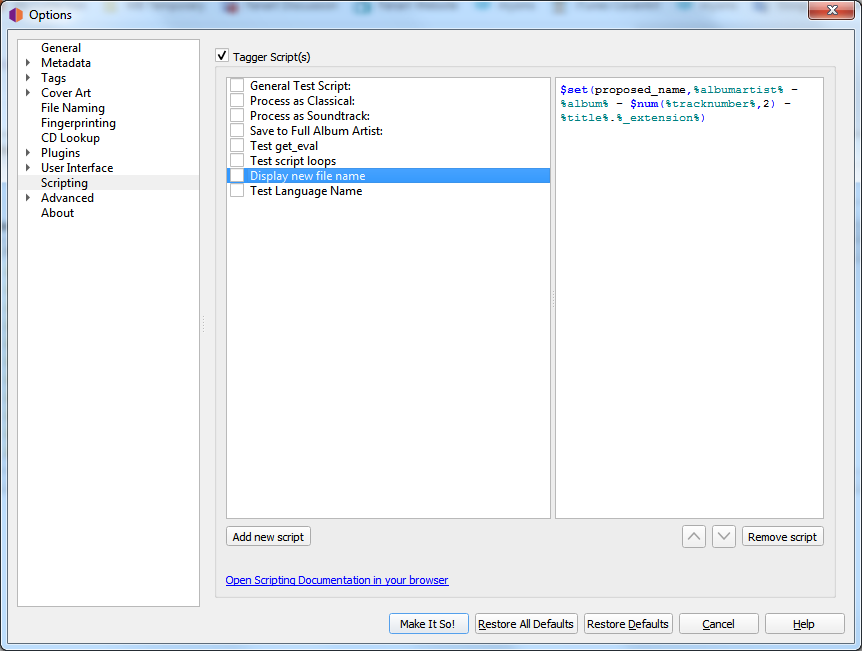 Options
General
Metadata
Tags
Cover Art
File Naming
Fingerprinting
CD Lookup
Plugins
User Interface
Scripting
Advanced
About
Tagger Script(s)
General Test Script:
Process as Classical:
Process as Soundtrack:
Save to Full Album Artist:
Test get_eval
Test script loops
Display new file name
Test Language Name
$set(proposed_name,%albumartist% -
%album% - $num(%tracknumber%,2) -
%title%.%_extension%)
Add new script
Remove script
Open Scripting Documentation in your browser
Make It So!
Restore All Defaults
Restore Defaults
Cancel
Help